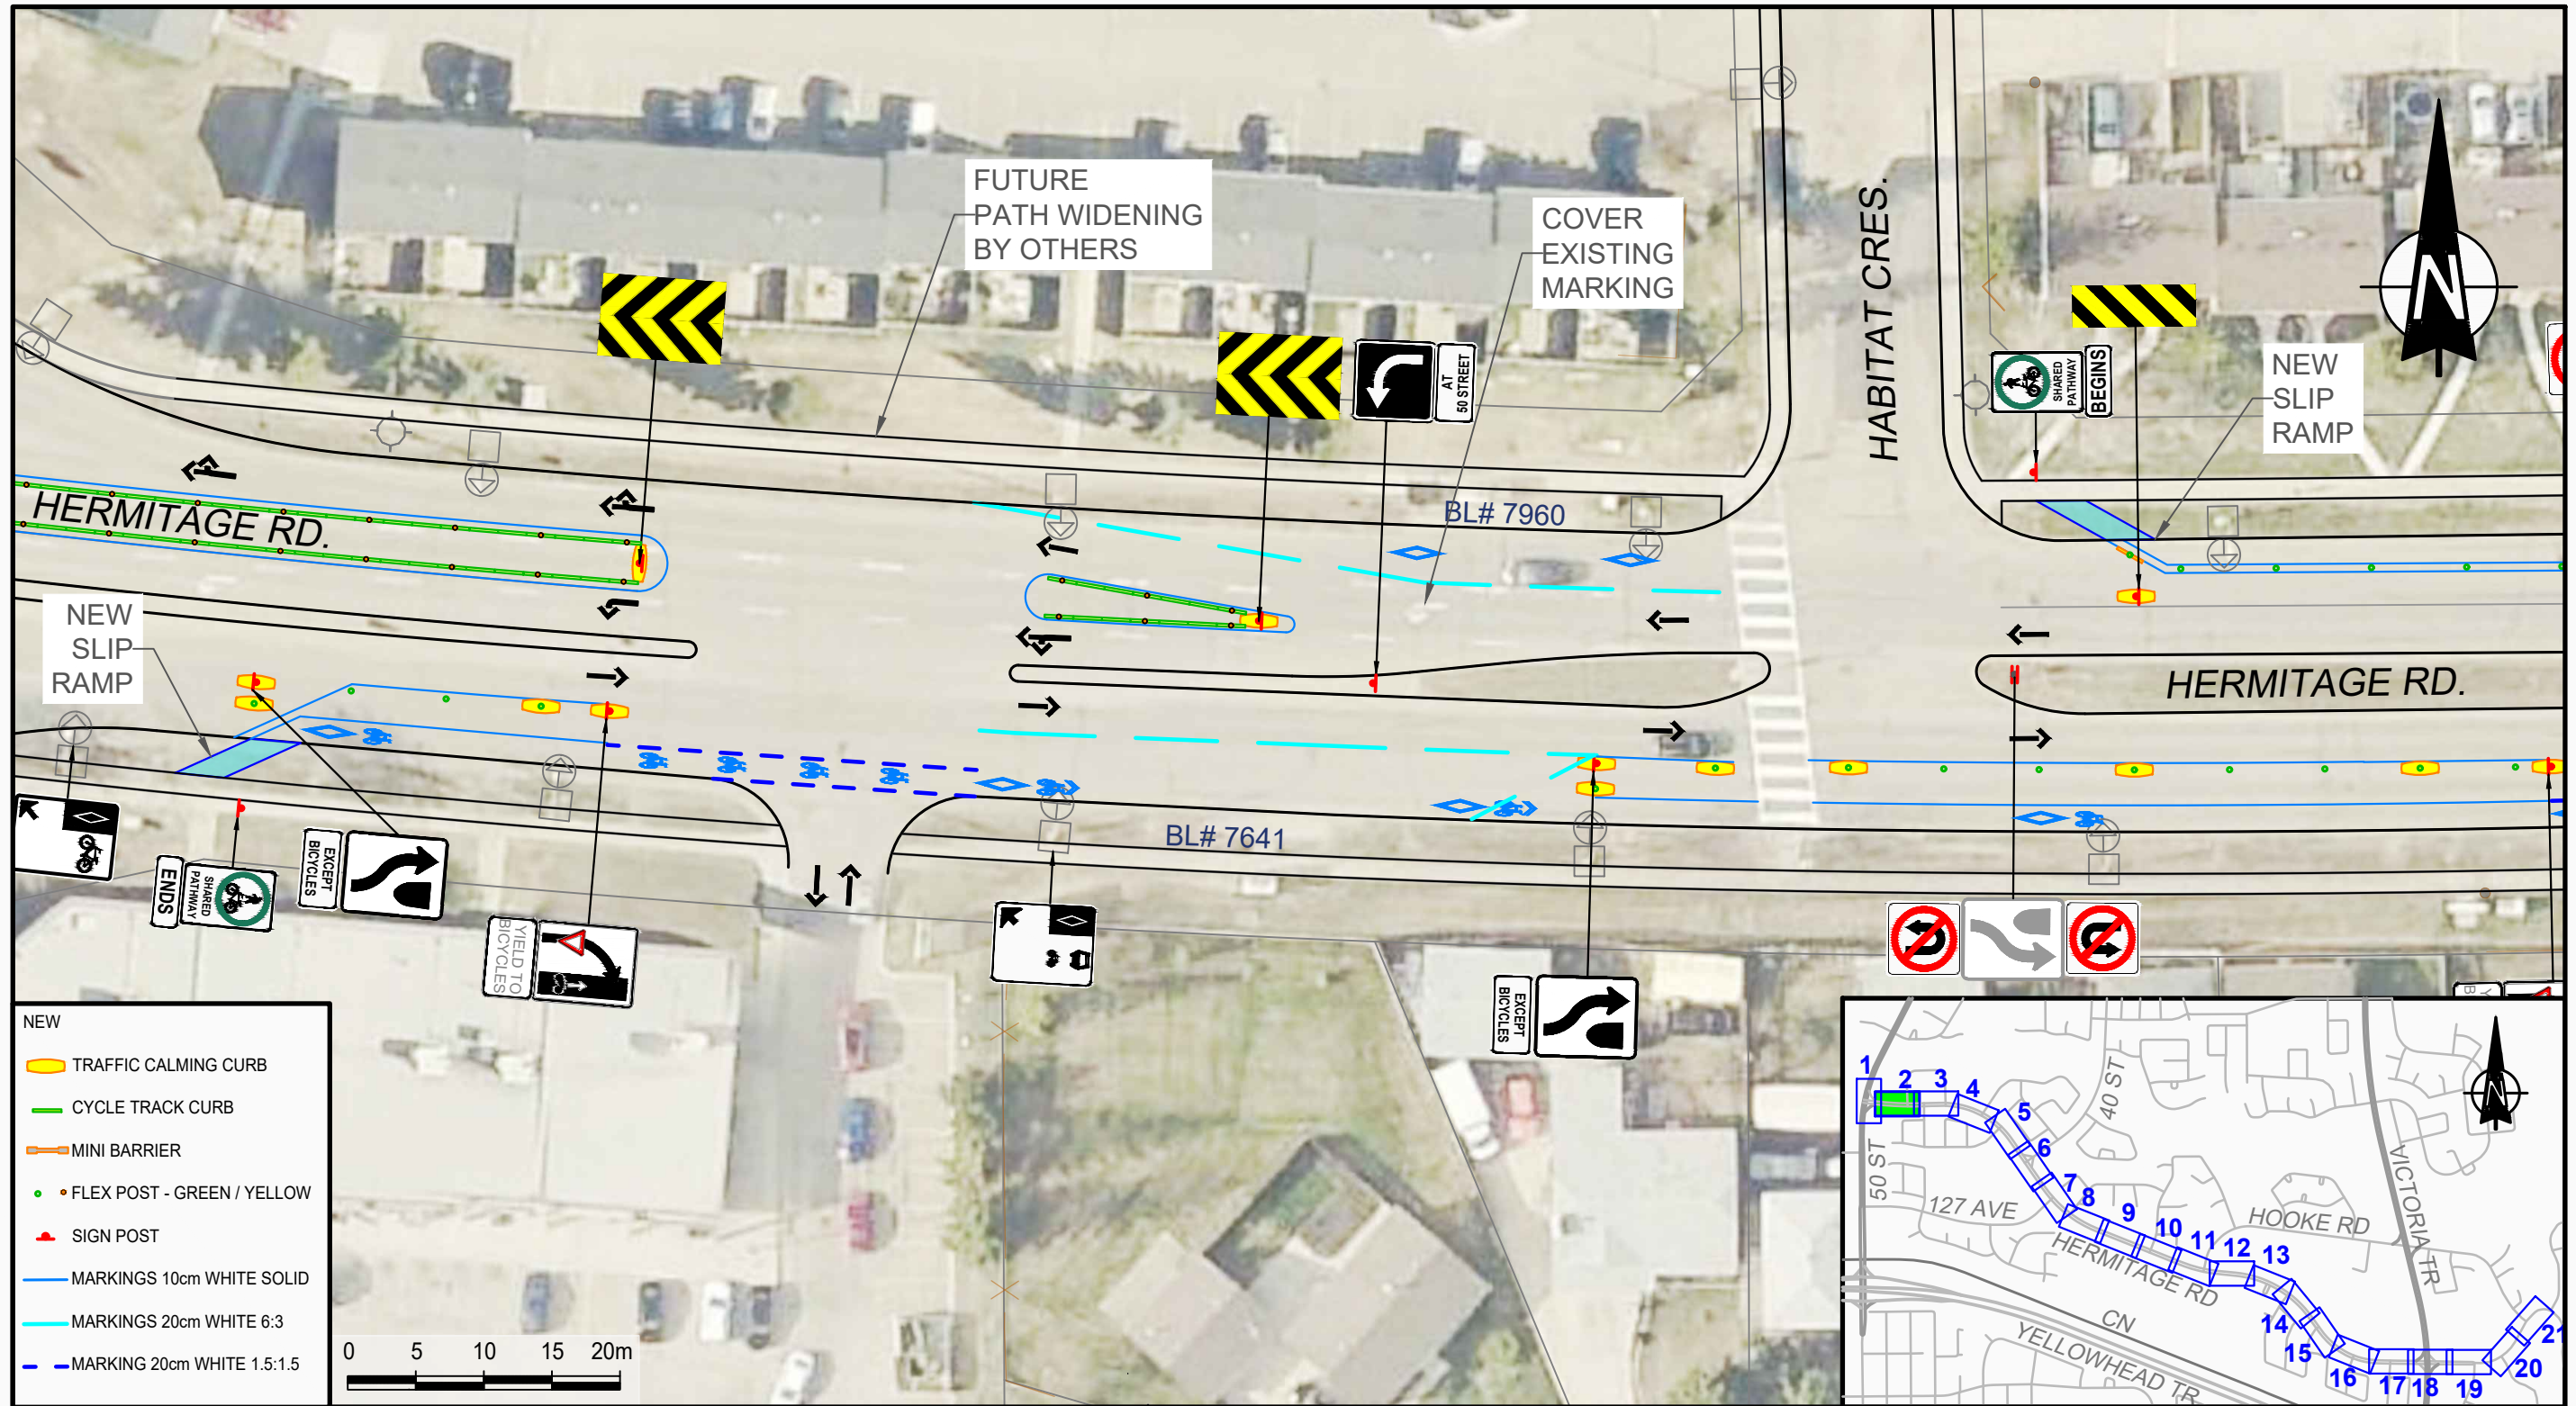 FUTURE
PATH WIDENING
BY OTHERS
COVER
EXISTING
MARKING
HABITAT CRES.
N
AT
50 STREET
SHARED
PATHWAY
BEGINS
NEW
SLIP
RAMP
HERMITAGE RD.
BL# 7960
NEW
SLIP
RAMP
HERMITAGE RD.
BL# 7641
ENDS
SHARED
PATHWAY
EXCEPT
BICYCLES
YIELD TO
BICYCLES
EXCEPT
BICYCLES
Y
B
NEW
TRAFFIC CALMING CURB
CYCLE TRACK CURB
MINI BARRIER
FLEX POST - GREEN / YELLOW
SIGN POST
MARKINGS 10cm WHITE SOLID
MARKINGS 20cm WHITE 6:3
MARKING 20cm WHITE 1.5:1.5
0 5 10 15 20m
1
2
3
4
5
6
7
8
9
10
11
12
13
14
15
16
17
18
19
20
21
50 ST
40 ST
127 AVE
HERMITAGE RD
HOOKE RD
VICTORIA TR
CN
YELLOWHEAD TR
N